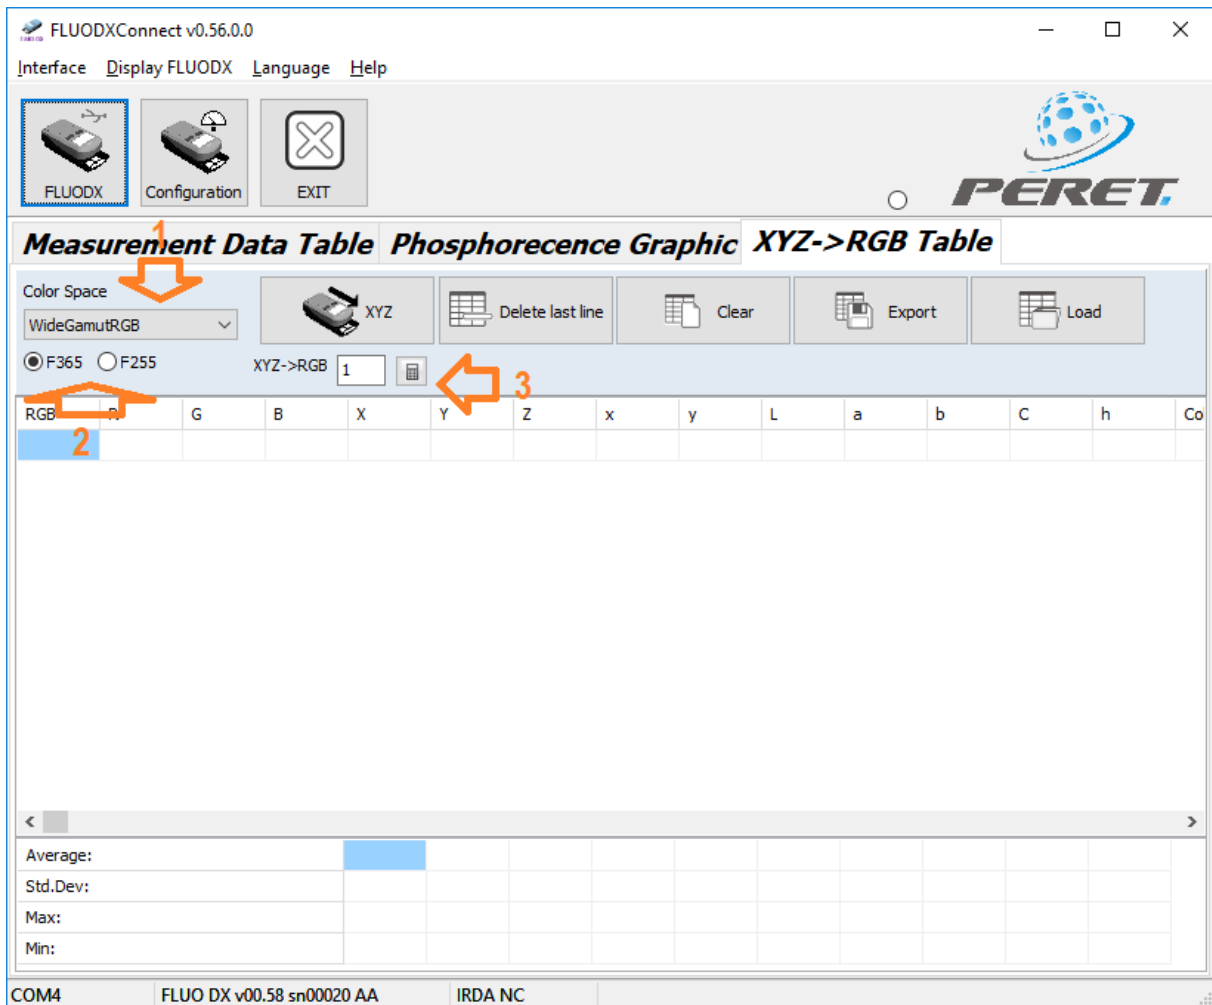 FLUODXConnect v0.56.0.0
Interface Display FLUODX Language Help
FLUODX Configuration EXIT
PERET
Measurement Data Table Phosphorecence Graphic XYZ->RGB Table
1
Color Space
WideGamutRGB
XYZ Delete last line Clear Export Load
F365 F255 XYZ->RGB 1
3
RGB R G B X Y Z x y L a b C h Co
2
Average:
Std.Dev:
Max:
Min:
COM4 FLUO DX v00.58 sn00020 AA IRDA NC